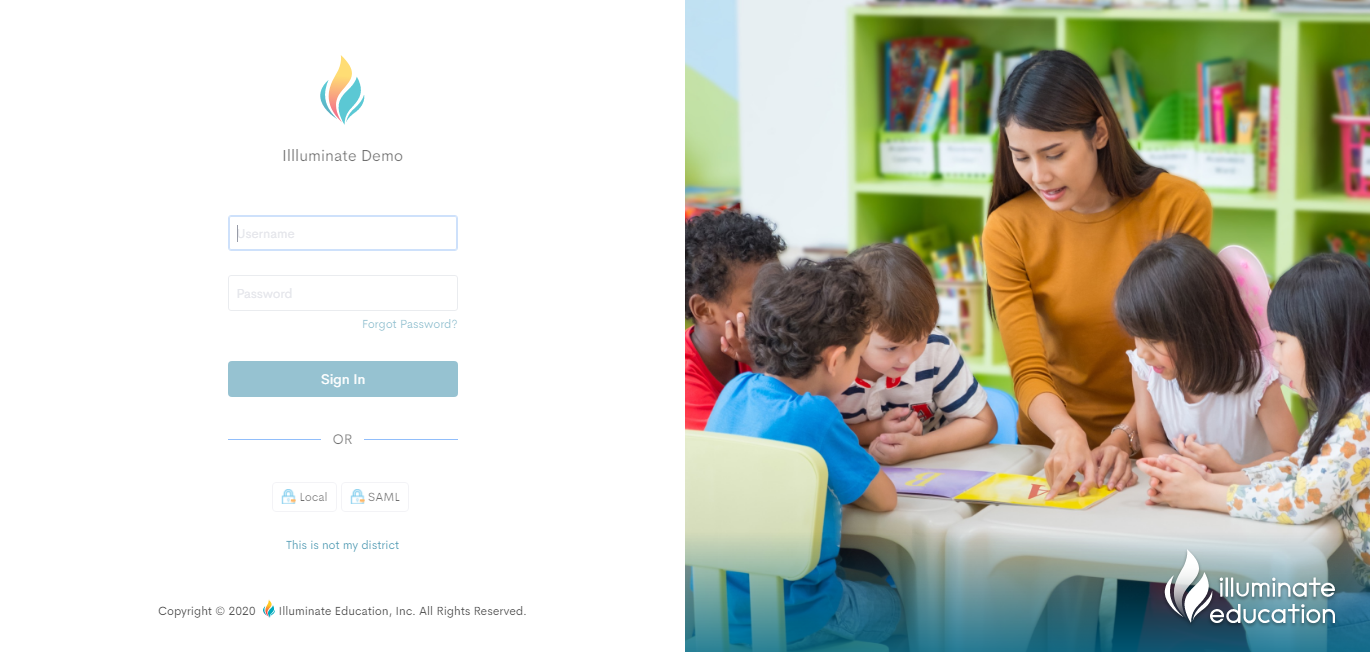 Illluminate Demo
Username
Password
Forgot Password?
Sign In
OR
Local
SAML
This is not my district
Copyright © 2020 Illuminate Education, Inc. All Rights Reserved.
illuminate
education